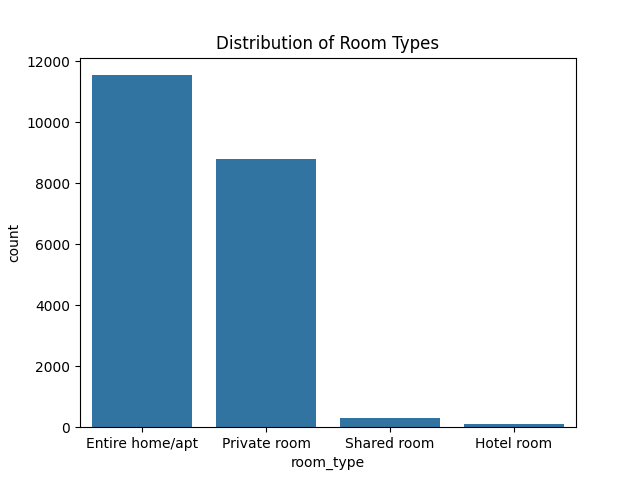 Distribution of Room Types
12000
10000
8000
6000
4000
2000
0
count
Entire home/apt Private room Shared room Hotel room
room_type